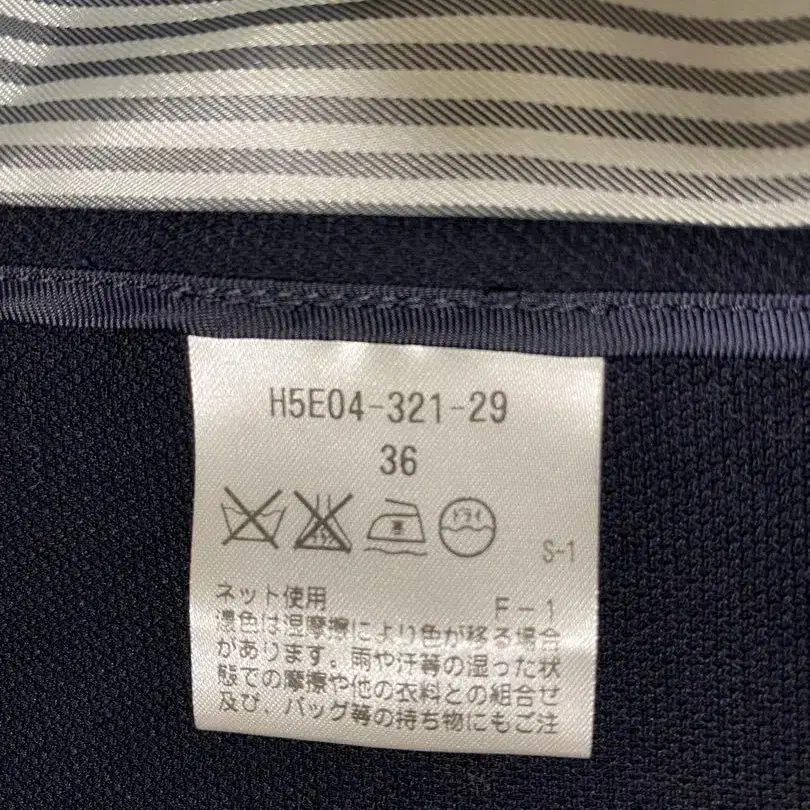 H5E04-321-29
36
ドライ
S-1
ネット使用 F-1
濃色は湿摩擦により色が移る場合
があります。雨や汗等の湿った状
態での摩擦や他の衣料との組合せ
及び、バッグ等の持ち物にもご注